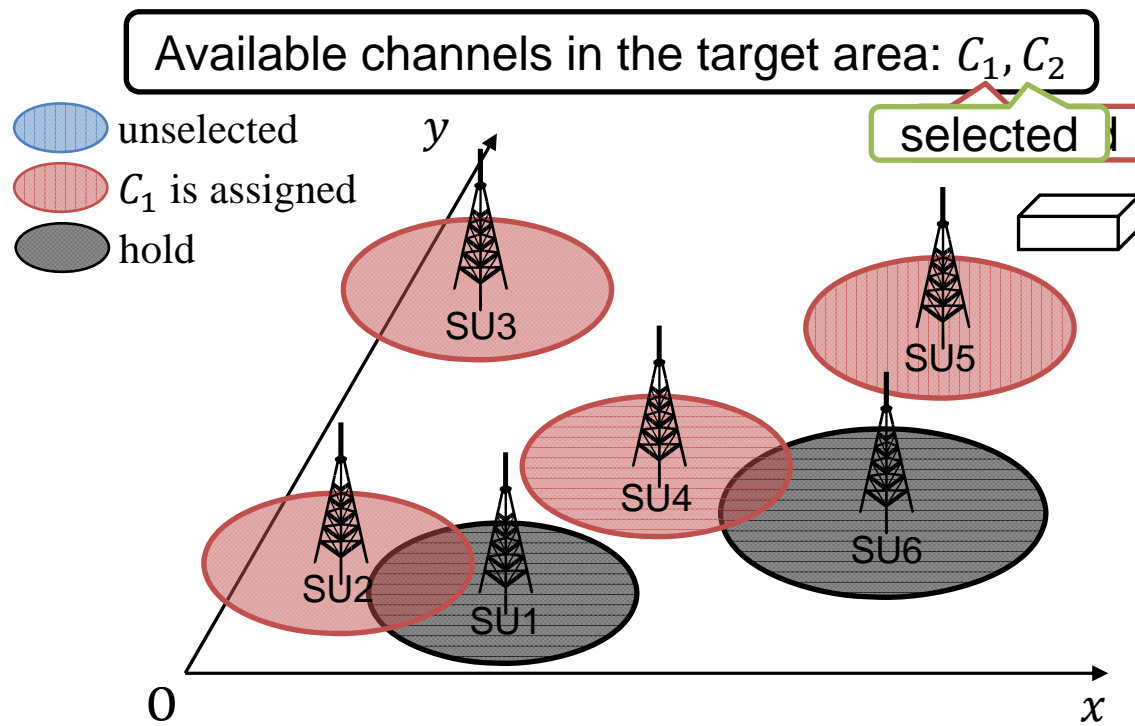 Available channels in the target area: C₁, C₂
selected d
unselected
C₁ is assigned
hold
y
SU3
SU5
SU4
SU6
SU2
SU1
O
x